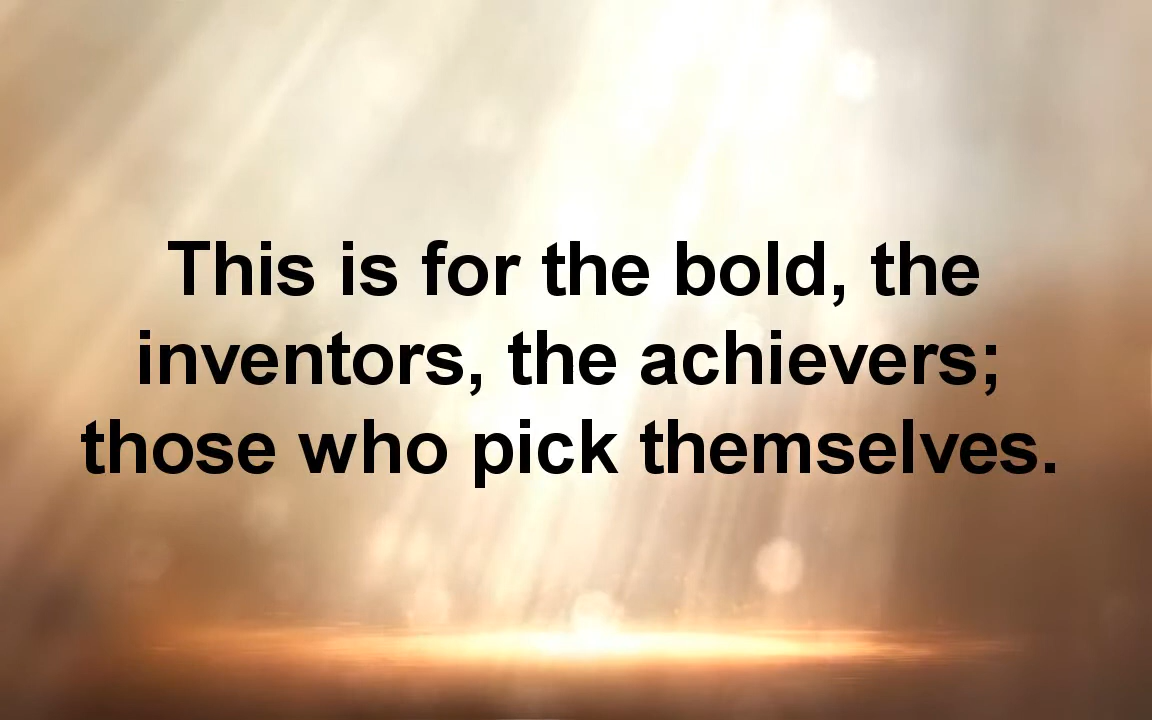 This is for the bold, the
inventors, the achievers;
those who pick themselves.